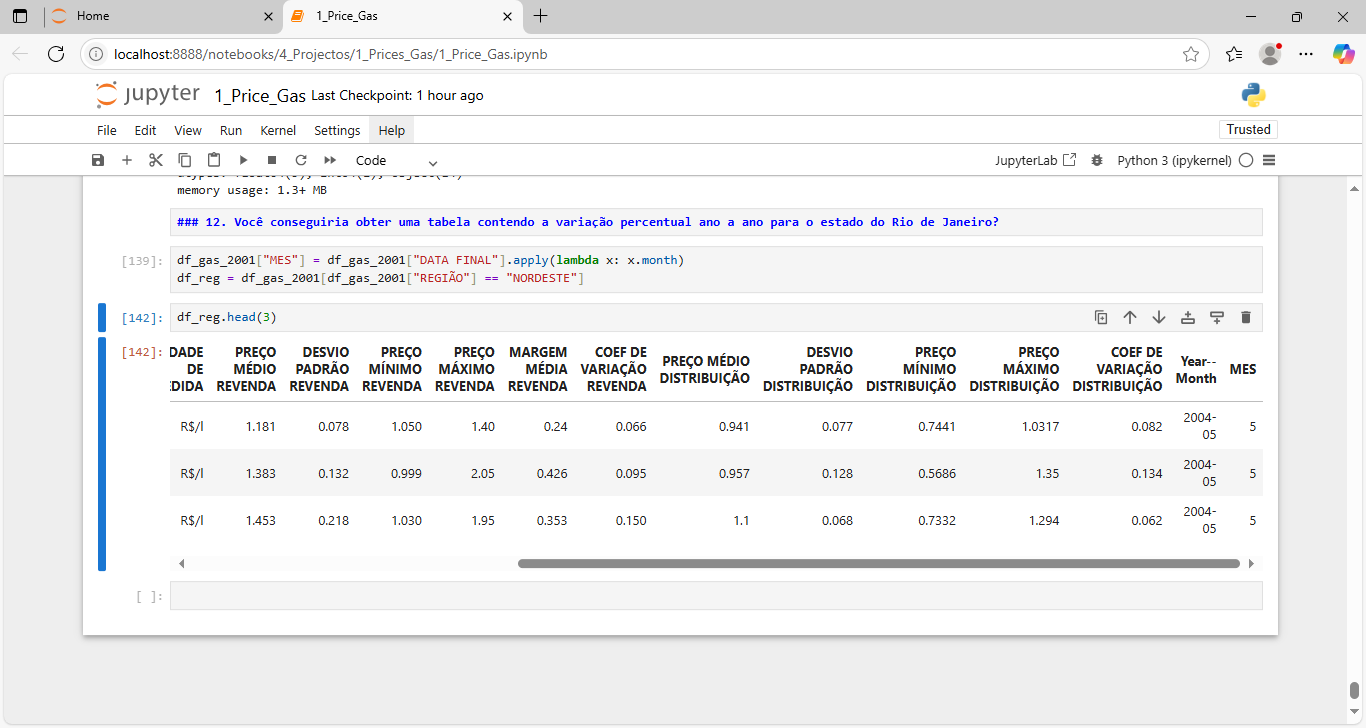 Home
1_Price_Gas
localhost:8888/notebooks/4_Projectos/1_Prices_Gas/1_Price_Gas.ipynb
jupyter 1_Price_Gas Last Checkpoint: 1 hour ago
File Edit View Run Kernel Settings Help Trusted
Code JupyterLab Python 3 (ipykernel)
memory usage: 1.3+ MB
### 12. Você conseguiria obter uma tabela contendo a variação percentual ano a ano para o estado do Rio de Janeiro?
[139]: df_gas_2001["MES"] = df_gas_2001["DATA FINAL"].apply(lambda x: x.month)
df_reg = df_gas_2001[df_gas_2001["REGIÃO"] == "NORDESTE"]
[142]: df_reg.head(3)
[142]: DADE PREÇO DESVIO PREÇO PREÇO MARGEM COEF DE PREÇO MÉDIO DESVIO PREÇO PREÇO COEF DE Year-- MES
DE MÉDIO PADRÃO MÍNIMO MÁXIMO MÉDIA VARIAÇÃO DISTRIBUIÇÃO PADRÃO MÍNIMO MÁXIMO VARIAÇÃO Month
DIDA REVENDA REVENDA REVENDA REVENDA REVENDA REVENDA DISTRIBUIÇÃO DISTRIBUIÇÃO DISTRIBUIÇÃO DISTRIBUIÇÃO
R$/l 1.181 0.078 1.050 1.40 0.24 0.066 0.941 0.077 0.7441 1.0317 0.082 2004-05 5
R$/l 1.383 0.132 0.999 2.05 0.426 0.095 0.957 0.128 0.5686 1.35 0.134 2004-05 5
R$/l 1.453 0.218 1.030 1.95 0.353 0.150 1.1 0.068 0.7332 1.294 0.062 2004-05 5
[ ]: